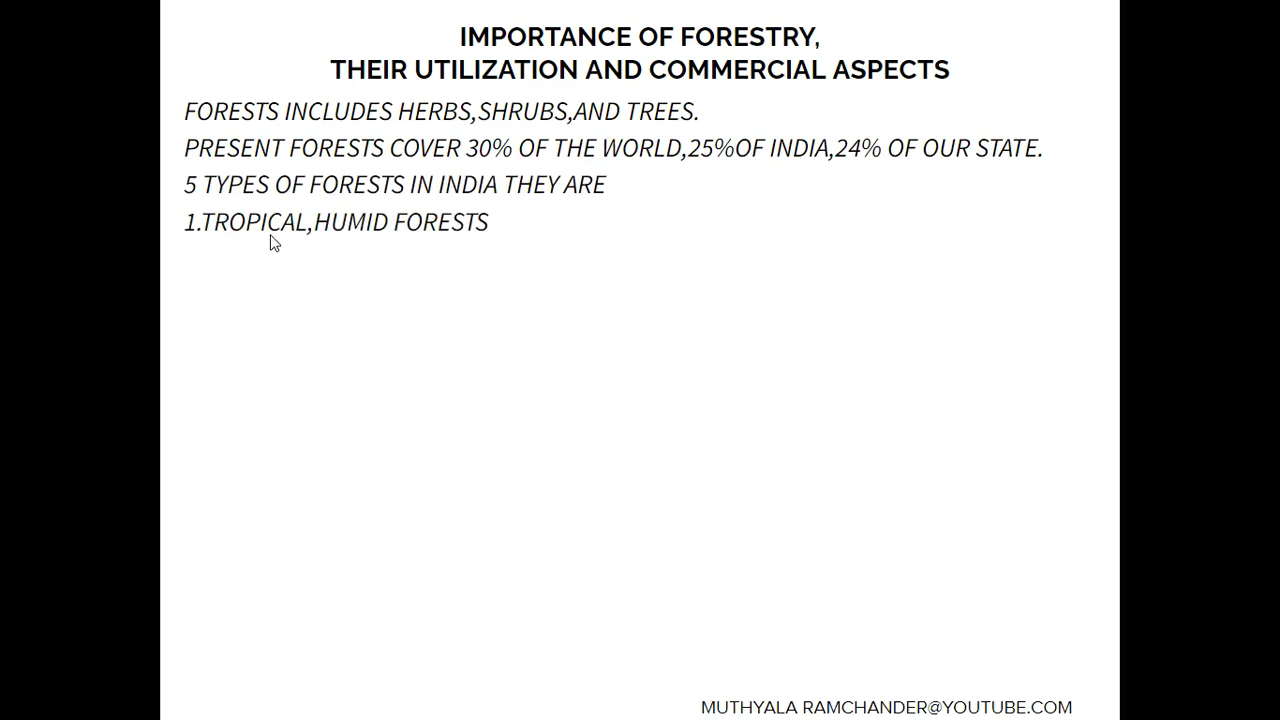 IMPORTANCE OF FORESTRY,
THEIR UTILIZATION AND COMMERCIAL ASPECTS
FORESTS INCLUDES HERBS,SHRUBS,AND TREES.
PRESENT FORESTS COVER 30% OF THE WORLD,25%OF INDIA,24% OF OUR STATE.
5 TYPES OF FORESTS IN INDIA THEY ARE
1.TROPICAL,HUMID FORESTS
MUTHYALA RAMCHANDER@YOUTUBE.COM